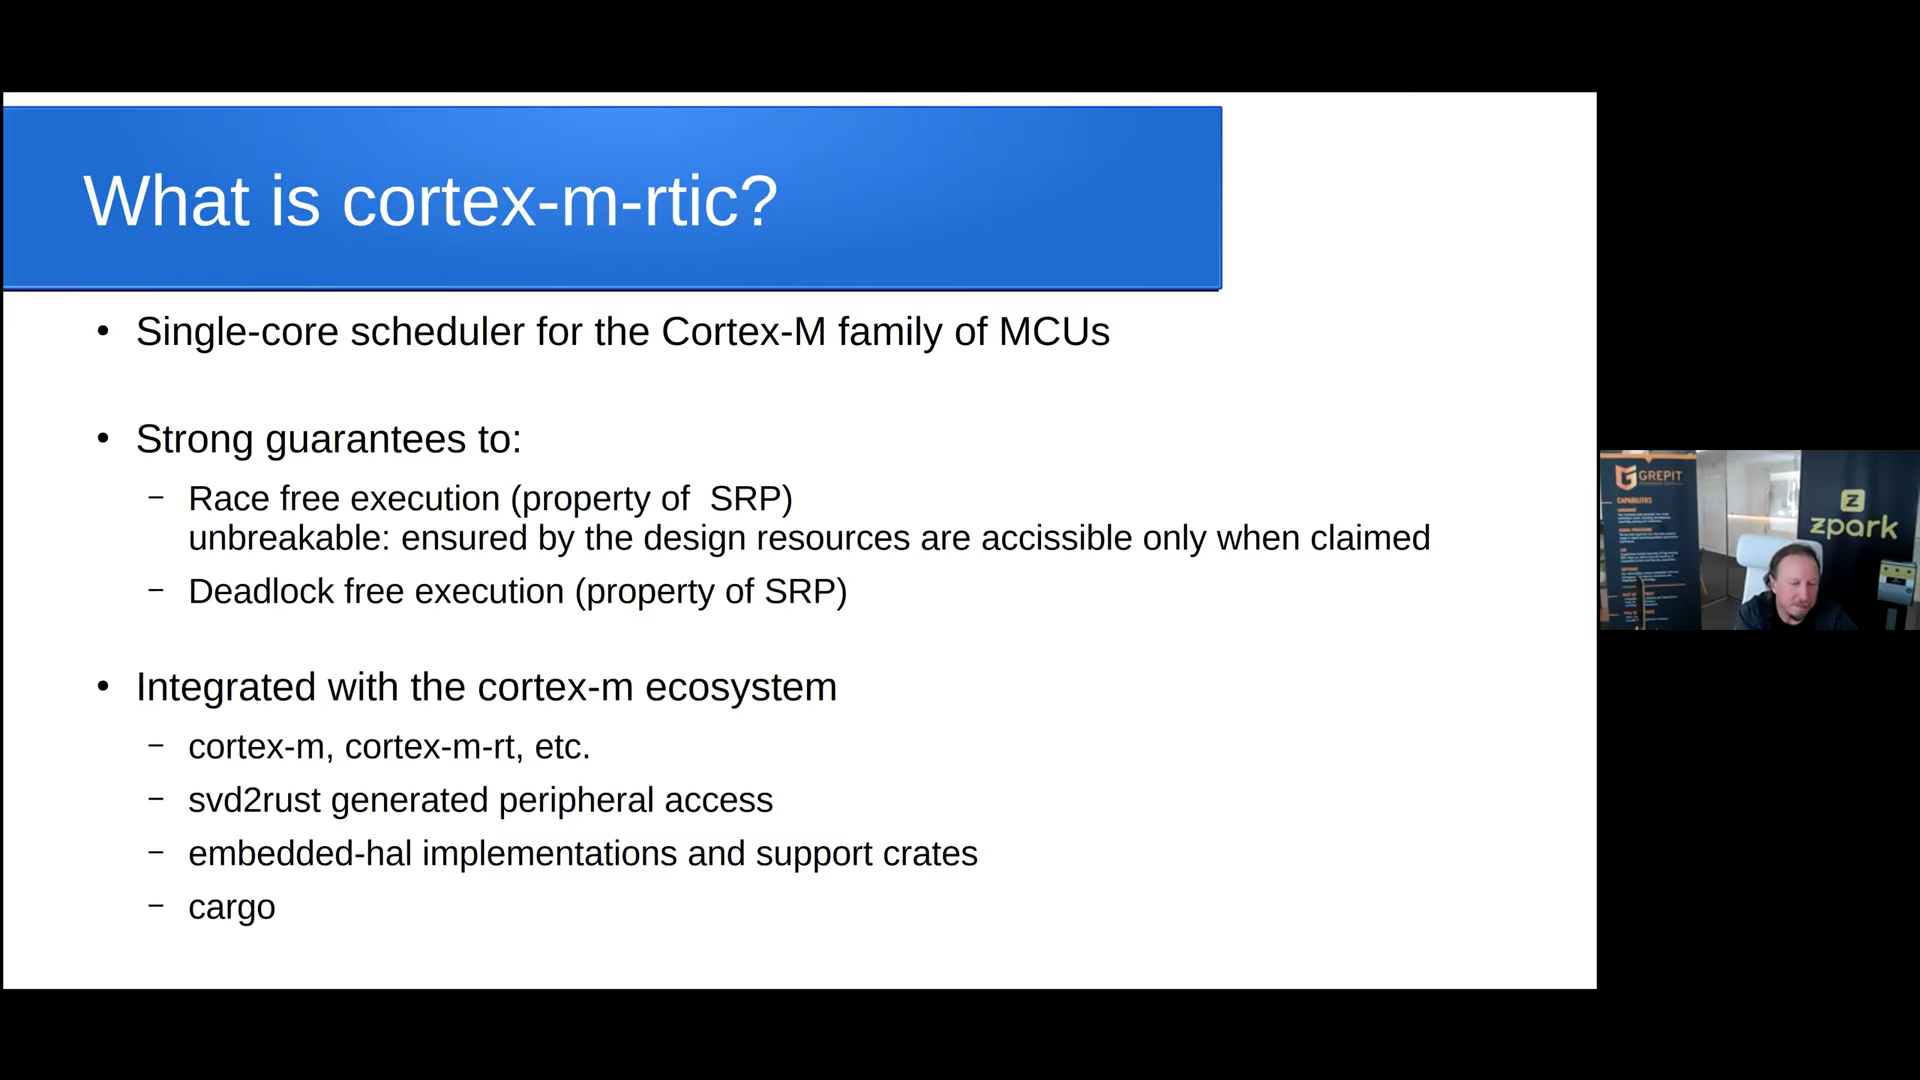 What is cortex-m-rtic?
• Single-core scheduler for the Cortex-M family of MCUs
• Strong guarantees to:
– Race free execution (property of  SRP)
unbreakable: ensured by the design resources are accissible only when claimed
– Deadlock free execution (property of SRP)
• Integrated with the cortex-m ecosystem
– cortex-m, cortex-m-rt, etc.
– svd2rust generated peripheral access
– embedded-hal implementations and support crates
– cargo
GREPIT
CAPABILITIES
zpark